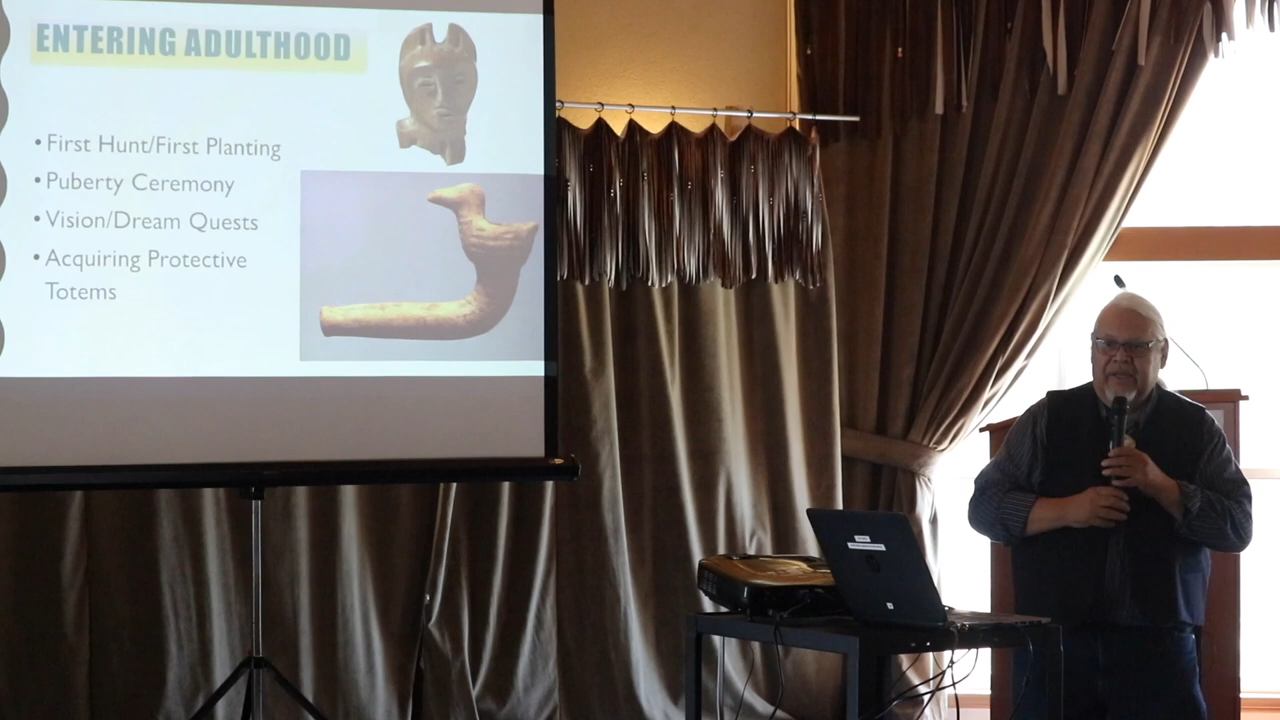 ENTERING ADULTHOOD
• First Hunt/First Planting
• Puberty Ceremony
• Vision/Dream Quests
• Acquiring Protective
Totems